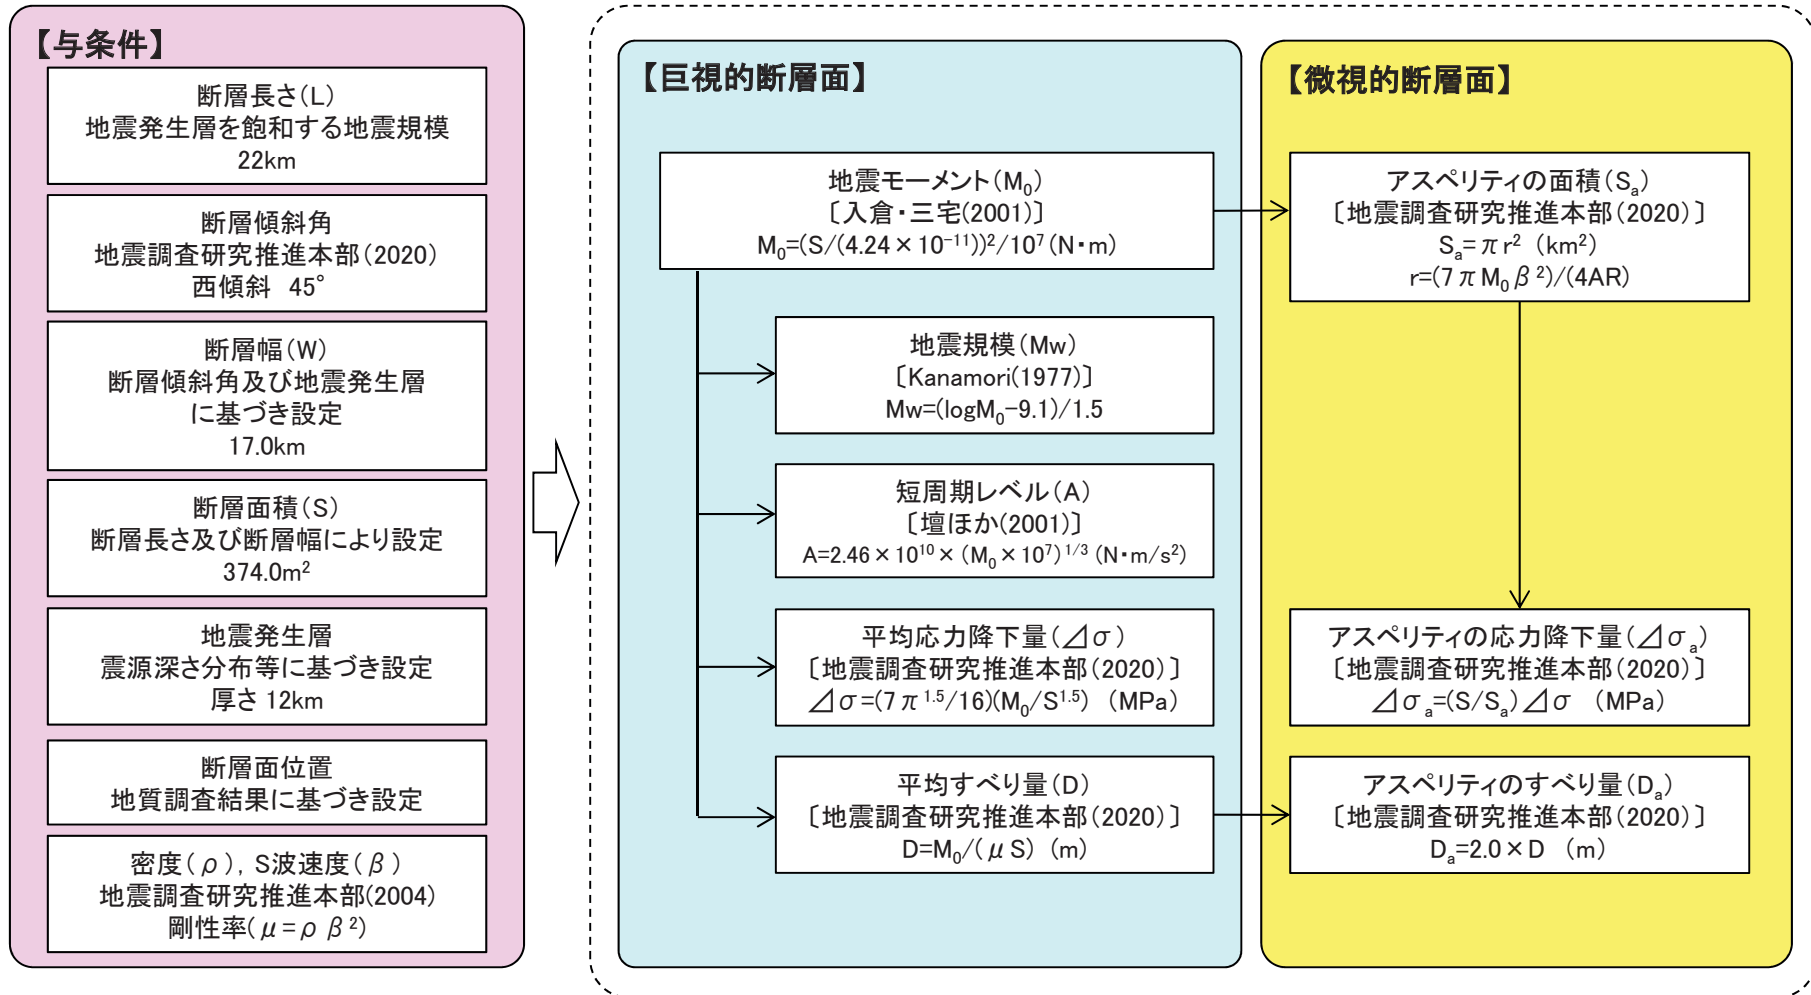 【与条件】
断層長さ(L)
地震発生層を飽和する地震規模
22km
断層傾斜角
地震調査研究推進本部(2020)
西傾斜 45°
断層幅(W)
断層傾斜角及び地震発生層
に基づき設定
17.0km
断層面積(S)
断層長さ及び断層幅により設定
374.0m²
地震発生層
震源深さ分布等に基づき設定
厚さ 12km
断層面位置
地質調査結果に基づき設定
密度(ρ), S波速度(β)
地震調査研究推進本部(2004)
剛性率(μ=ρβ²)
【巨視的断層面】
地震モーメント(M₀)
〔入倉・三宅(2001)〕
M₀=(S/(4.24×10⁻¹¹))²/10⁷(N・m)
地震規模(Mw)
〔Kanamori(1977)〕
Mw=(logM₀-9.1)/1.5
短周期レベル(A)
〔壇ほか(2001)〕
A=2.46×10¹⁰×(M₀×10⁷)¹/³(N・m/s²)
平均応力降下量(⊿σ)
〔地震調査研究推進本部(2020)〕
⊿σ=(7π¹·⁵/16)(M₀/S¹·⁵) (MPa)
平均すべり量(D)
〔地震調査研究推進本部(2020)〕
D=M₀/(μS) (m)
【微視的断層面】
アスペリティの面積(Sₐ)
〔地震調査研究推進本部(2020)〕
Sₐ=πr² (km²)
r=(7πM₀β²)/(4AR)
アスペリティの応力降下量(⊿σₐ)
〔地震調査研究推進本部(2020)〕
⊿σₐ=(S/Sₐ)⊿σ (MPa)
アスペリティのすべり量(Dₐ)
〔地震調査研究推進本部(2020)〕
Dₐ=2.0×D (m)